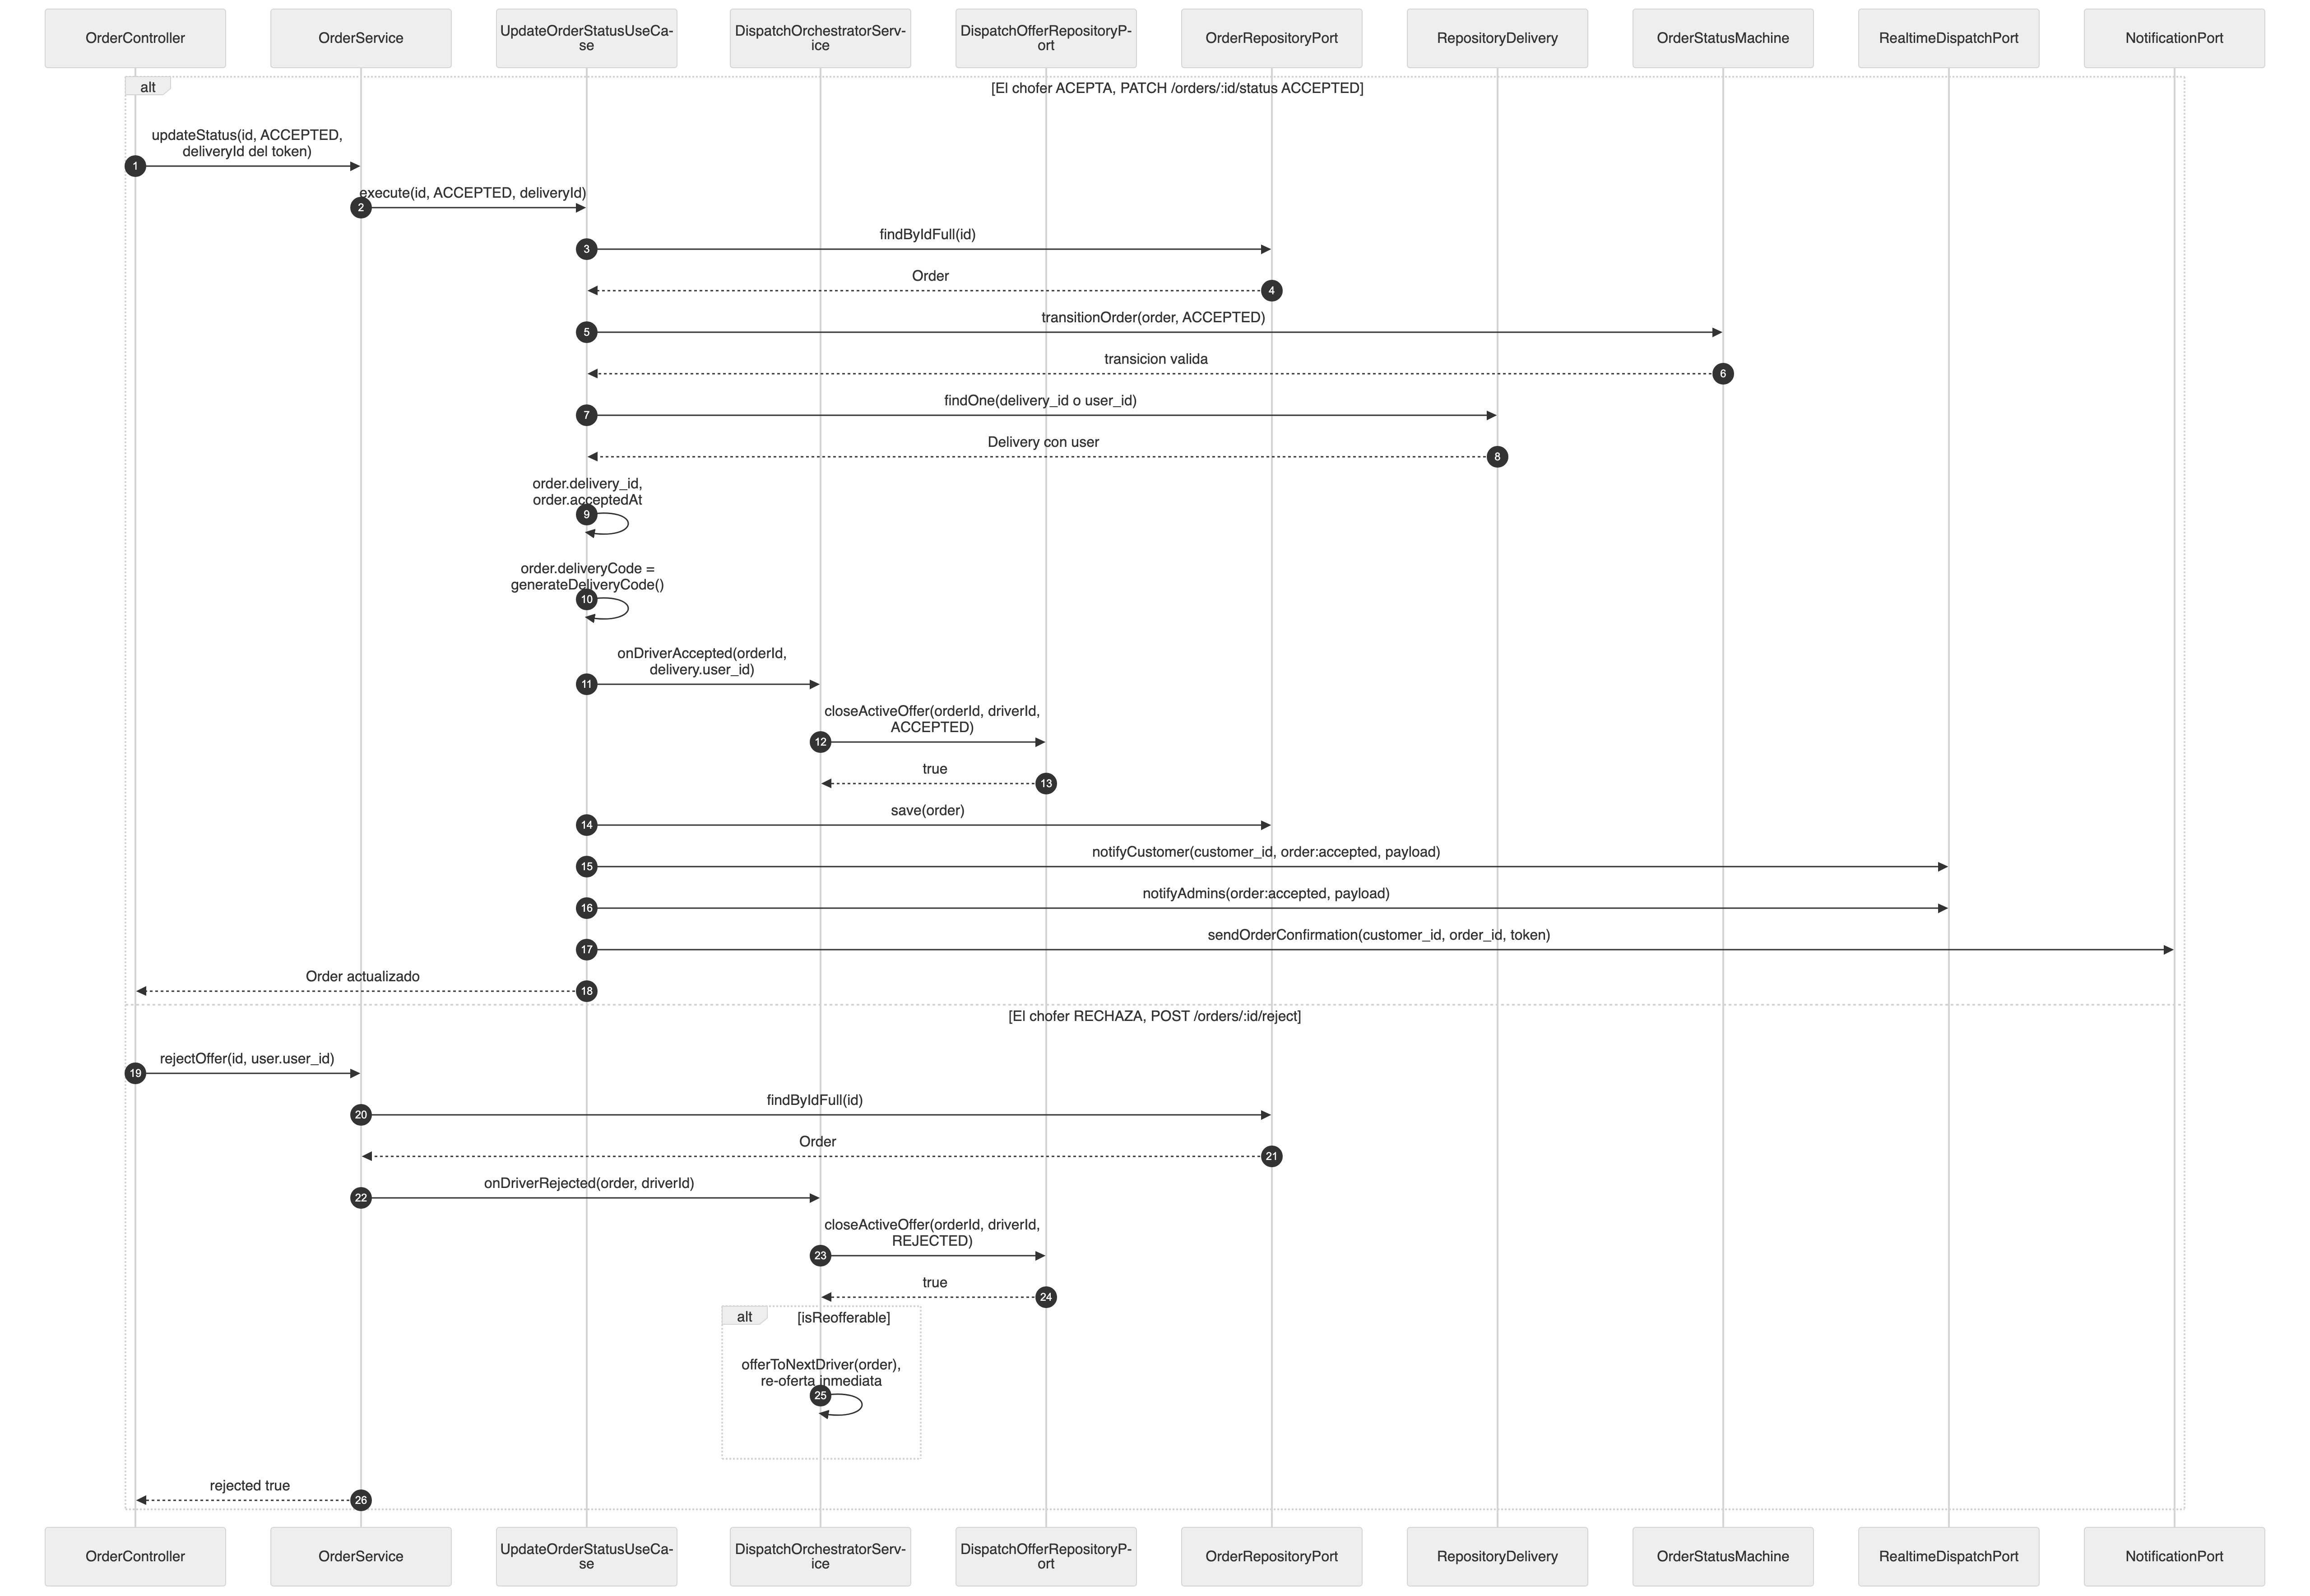 OrderController
OrderService
UpdateOrderStatusUseCa-
se
DispatchOrchestratorServ-
ice
DispatchOfferRepositoryP-
ort
OrderRepositoryPort
RepositoryDelivery
OrderStatusMachine
RealtimeDispatchPort
NotificationPort
alt
[El chofer ACEPTA, PATCH /orders/:id/status ACCEPTED]
updateStatus(id, ACCEPTED,
deliveryId del token)
1
execute(id, ACCEPTED, deliveryId)
2
findByIdFull(id)
3
Order
4
transitionOrder(order, ACCEPTED)
5
transicion valida
6
findOne(delivery_id o user_id)
7
Delivery con user
8
order.delivery_id,
order.acceptedAt
9
order.deliveryCode =
generateDeliveryCode()
10
onDriverAccepted(orderId,
delivery.user_id)
11
closeActiveOffer(orderId, driverId,
ACCEPTED)
12
true
13
save(order)
14
notifyCustomer(customer_id, order:accepted, payload)
15
notifyAdmins(order:accepted, payload)
16
sendOrderConfirmation(customer_id, order_id, token)
17
Order actualizado
18
[El chofer RECHAZA, POST /orders/:id/reject]
rejectOffer(id, user.user_id)
19
findByIdFull(id)
20
Order
21
onDriverRejected(order, driverId)
22
closeActiveOffer(orderId, driverId,
REJECTED)
23
true
24
alt
[isReofferable]
offerToNextDriver(order),
re-oferta inmediata
25
rejected true
26
OrderController
OrderService
UpdateOrderStatusUseCa-
se
DispatchOrchestratorServ-
ice
DispatchOfferRepositoryP-
ort
OrderRepositoryPort
RepositoryDelivery
OrderStatusMachine
RealtimeDispatchPort
NotificationPort